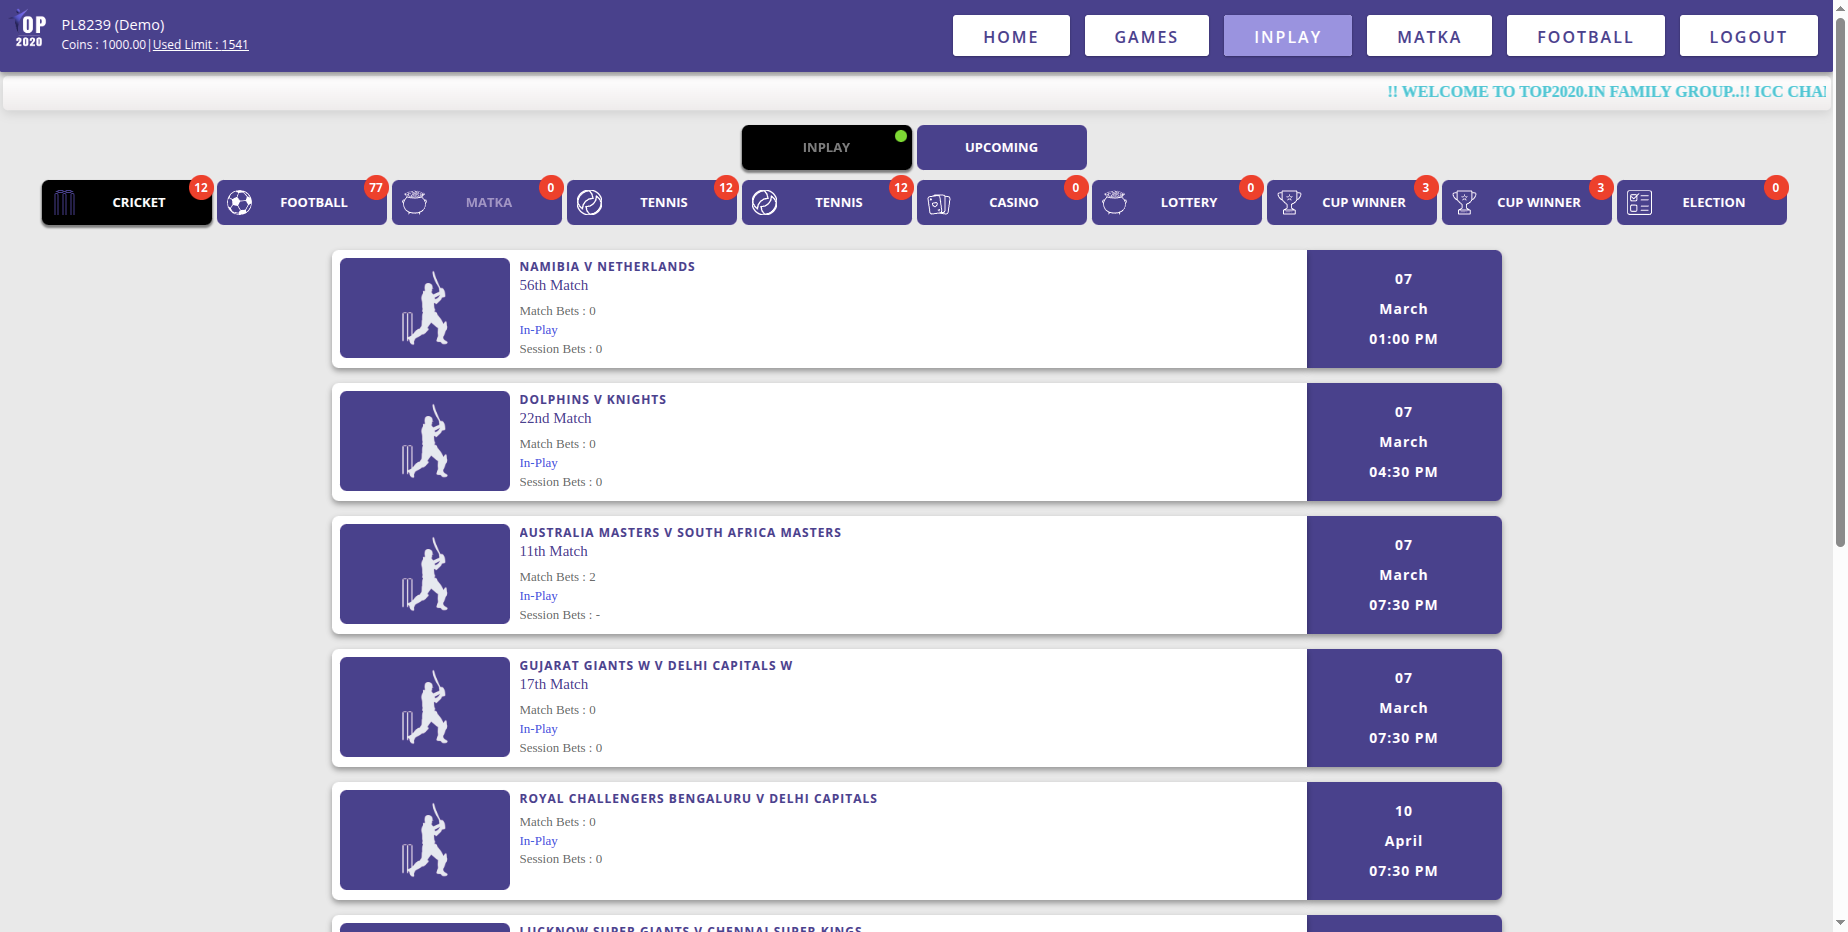 TOP
2020
PL8239 (Demo)
Coins : 1000.00|Used Limit : 1541
HOME
GAMES
INPLAY
MATKA
FOOTBALL
LOGOUT
!! WELCOME TO TOP2020.IN FAMILY GROUP..!! ICC CHA
INPLAY
UPCOMING
CRICKET 12
FOOTBALL 77
MATKA 0
TENNIS 12
TENNIS 12
CASINO 0
LOTTERY 0
CUP WINNER 3
CUP WINNER 3
ELECTION 0
NAMIBIA V NETHERLANDS
56th Match
Match Bets : 0
In-Play
Session Bets : 0
07
March
01:00 PM
DOLPHINS V KNIGHTS
22nd Match
Match Bets : 0
In-Play
Session Bets : 0
07
March
04:30 PM
AUSTRALIA MASTERS V SOUTH AFRICA MASTERS
11th Match
Match Bets : 2
In-Play
Session Bets : -
07
March
07:30 PM
GUJARAT GIANTS W V DELHI CAPITALS W
17th Match
Match Bets : 0
In-Play
Session Bets : 0
07
March
07:30 PM
ROYAL CHALLENGERS BENGALURU V DELHI CAPITALS
Match Bets : 0
In-Play
Session Bets : 0
10
April
07:30 PM
LUCKNOW SUPER GIANTS V CHENNAI SUPER KINGS